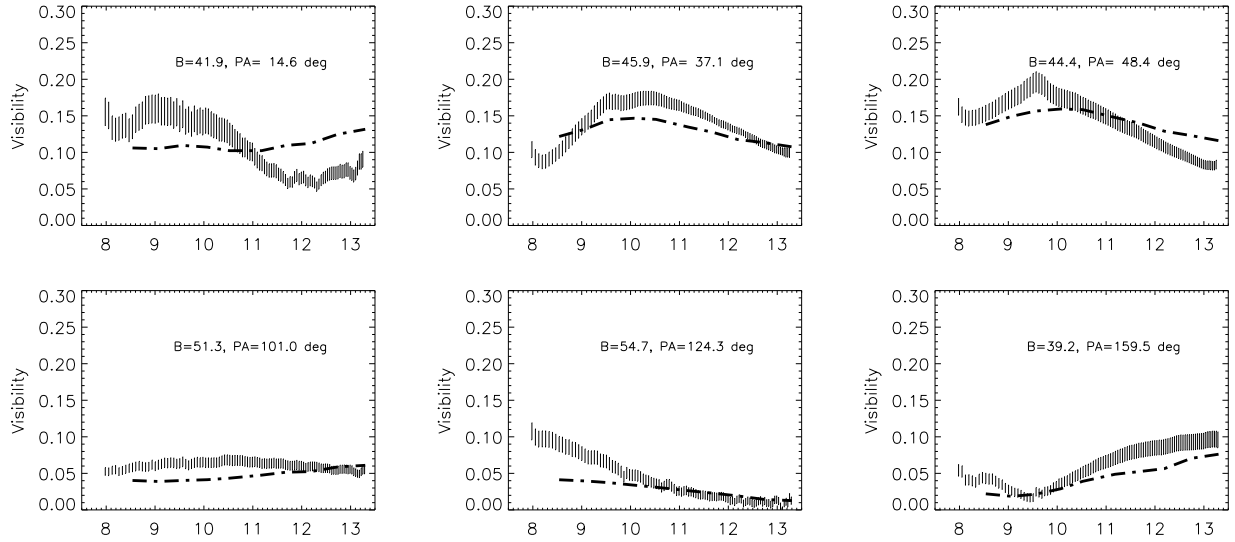 0.30
0.25
0.20
0.15
0.10
0.05
0.00
Visibility
B=41.9, PA= 14.6 deg
8 9 10 11 12 13
0.30
0.25
0.20
0.15
0.10
0.05
0.00
Visibility
B=45.9, PA= 37.1 deg
8 9 10 11 12 13
0.30
0.25
0.20
0.15
0.10
0.05
0.00
Visibility
B=44.4, PA= 48.4 deg
8 9 10 11 12 13
0.30
0.25
0.20
0.15
0.10
0.05
0.00
Visibility
B=51.3, PA=101.0 deg
8 9 10 11 12 13
0.30
0.25
0.20
0.15
0.10
0.05
0.00
Visibility
B=54.7, PA=124.3 deg
8 9 10 11 12 13
0.30
0.25
0.20
0.15
0.10
0.05
0.00
Visibility
B=39.2, PA=159.5 deg
8 9 10 11 12 13